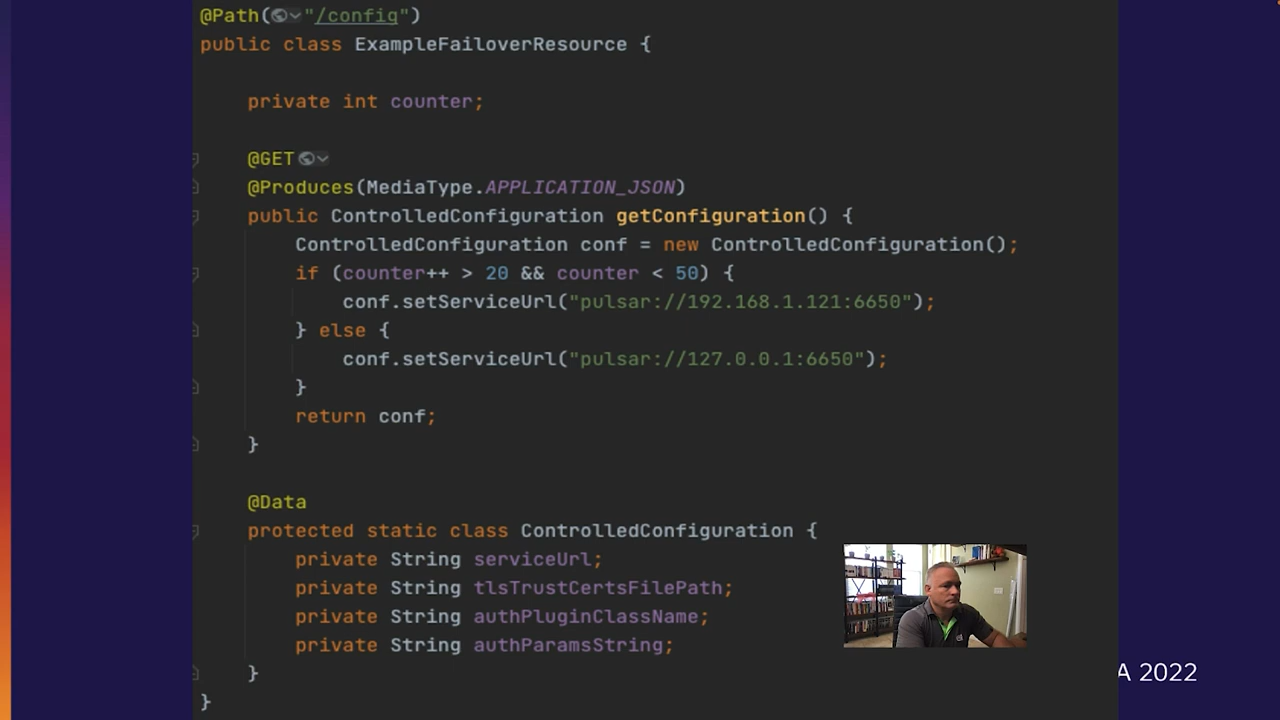 @Path("/config")
public class ExampleFailoverResource {
private int counter;
@GET
@Produces(MediaType.APPLICATION_JSON)
public ControlledConfiguration getConfiguration() {
ControlledConfiguration conf = new ControlledConfiguration();
if (counter++ > 20 && counter < 50) {
conf.setServiceUrl("pulsar://192.168.1.121:6650");
} else {
conf.setServiceUrl("pulsar://127.0.0.1:6650");
}
return conf;
}
@Data
protected static class ControlledConfiguration {
private String serviceUrl;
private String tlsTrustCertsFilePath;
private String authPluginClassName;
private String authParamsString;
}
}
A 2022